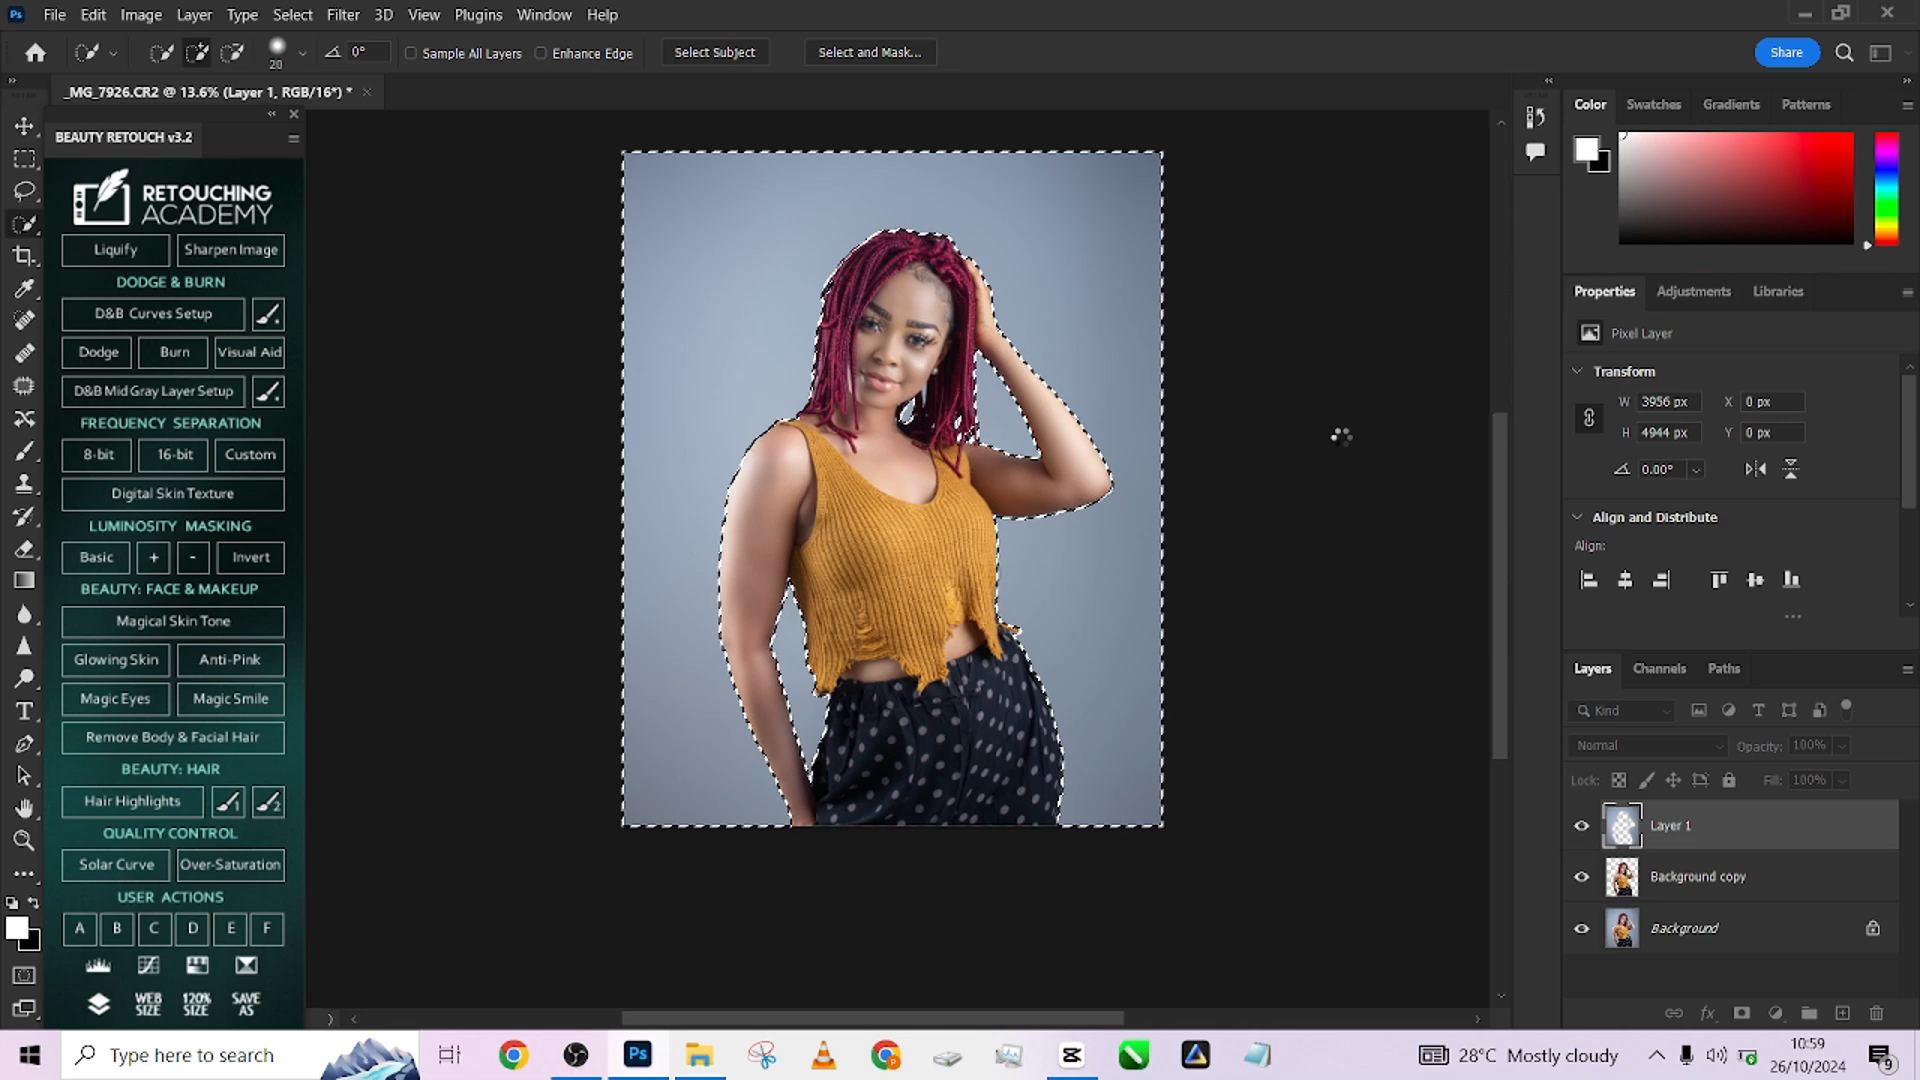 Ps File Edit Image Layer Type Select Filter 3D View Plugins Window Help
20 0° Sample All Layers Enhance Edge Select Subject Select and Mask... Share
_MG_7926.CR2 @ 13.6% (Layer 1, RGB/16*) *
BEAUTY RETOUCH v3.2
RETOUCHING
ACADEMY
Liquify Sharpen Image
DODGE & BURN
D&B Curves Setup
Dodge Burn Visual Aid
D&B Mid Gray Layer Setup
FREQUENCY SEPARATION
8-bit 16-bit Custom
Digital Skin Texture
LUMINOSITY MASKING
Basic + - Invert
BEAUTY: FACE & MAKEUP
Magical Skin Tone
Glowing Skin Anti-Pink
Magic Eyes Magic Smile
Remove Body & Facial Hair
BEAUTY: HAIR
Hair Highlights 1 2
QUALITY CONTROL
Solar Curve Over-Saturation
USER ACTIONS
A B C D E F
WEB SIZE 120% SIZE SAVE AS
Color Swatches Gradients Patterns
Properties Adjustments Libraries
Pixel Layer
Transform
W 3956 px X 0 px
H 4944 px Y 0 px
0.00°
Align and Distribute
Align:
Layers Channels Paths
Kind
Normal Opacity: 100%
Lock: Fill: 100%
Layer 1
Background copy
Background
Type here to search
Ps
28°C Mostly cloudy
10:59
26/10/2024
9